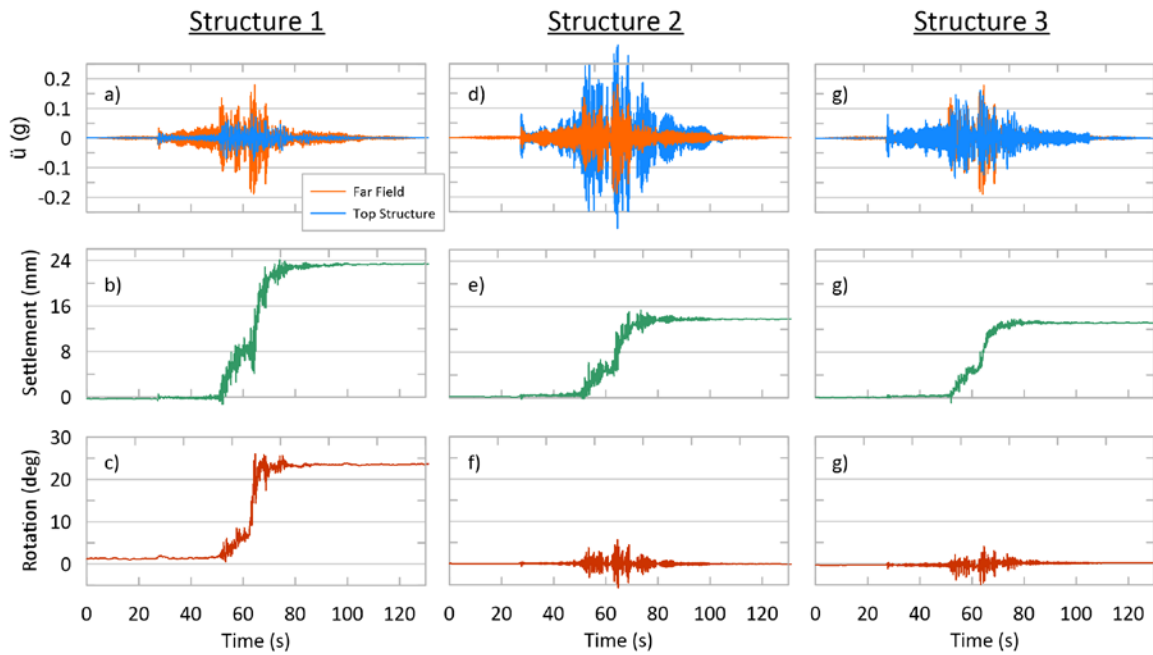 Structure 1
Structure 2
Structure 3
ü (g)
0.2
0.1
0
-0.1
-0.2
a)
d)
g)
Far Field
Top Structure
Settlement (mm)
24
16
8
0
b)
e)
g)
Rotation (deg)
30
20
10
0
c)
f)
g)
0 20 40 60 80 100 120
0 20 40 60 80 100 120
0 20 40 60 80 100 120
Time (s)
Time (s)
Time (s)